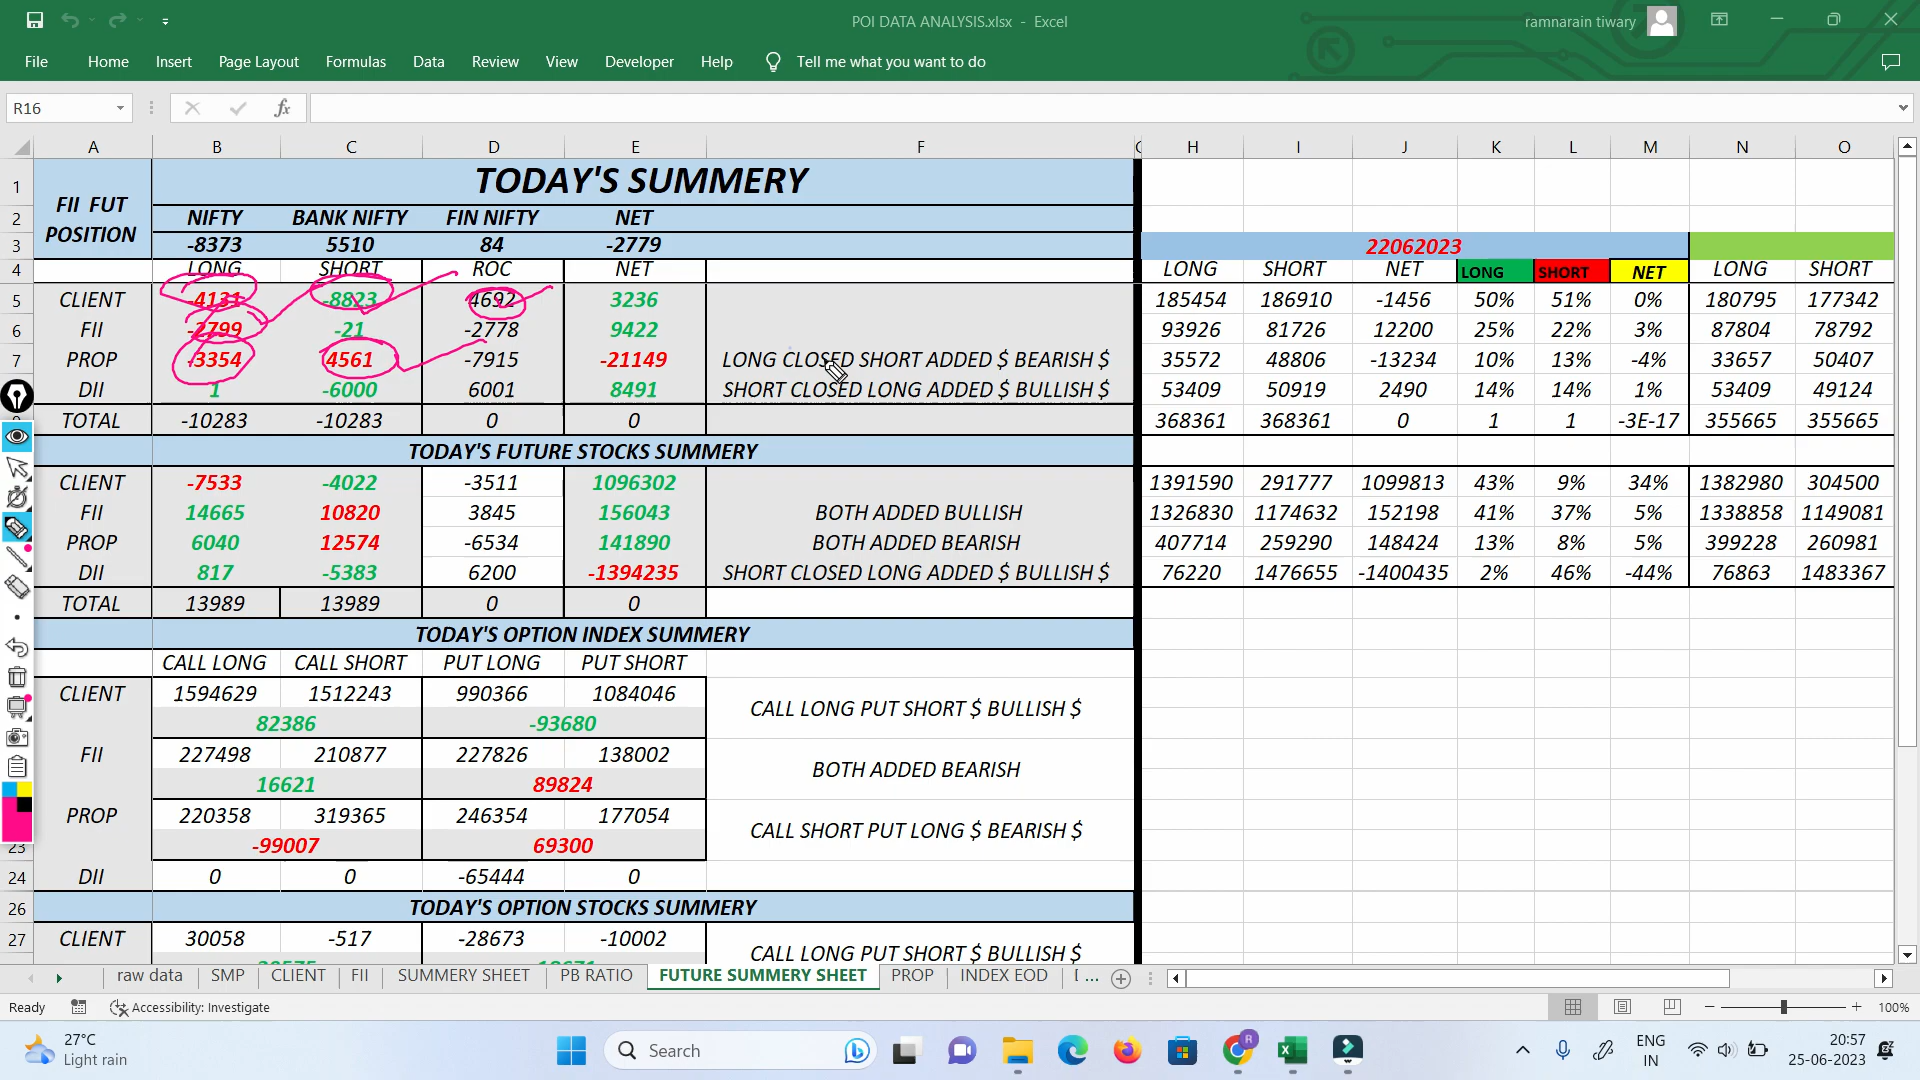 POI DATA ANALYSIS.xlsx - Excel
ramnarain tiwary
File Home Insert Page Layout Formulas Data Review View Developer Help Tell me what you want to do
R16 fx
A B C D E F H I J K L M N O
1 TODAY'S SUMMERY
FII FUT POSITION
2 NIFTY BANK NIFTY FIN NIFTY NET
3 -8373 5510 84 -2779 22062023
4 LONG SHORT ROC NET LONG SHORT NET LONG SHORT NET LONG SHORT
5 CLIENT -4131 -8823 4692 3236 185454 186910 -1456 50% 51% 0% 180795 177342
6 FII -2799 -21 -2778 9422 93926 81726 12200 25% 22% 3% 87804 78792
7 PROP -3354 4561 -7915 -21149 LONG CLOSED SHORT ADDED $ BEARISH $ 35572 48806 -13234 10% 13% -4% 33657 50407
DII 1 -6000 6001 8491 SHORT CLOSED LONG ADDED $ BULLISH $ 53409 50919 2490 14% 14% 1% 53409 49124
TOTAL -10283 -10283 0 0 368361 368361 0 1 1 -3E-17 355665 355665
TODAY'S FUTURE STOCKS SUMMERY
CLIENT -7533 -4022 -3511 1096302 1391590 291777 1099813 43% 9% 34% 1382980 304500
FII 14665 10820 3845 156043 BOTH ADDED BULLISH 1326830 1174632 152198 41% 37% 5% 1338858 1149081
PROP 6040 12574 -6534 141890 BOTH ADDED BEARISH 407714 259290 148424 13% 8% 5% 399228 260981
DII 817 -5383 6200 -1394235 SHORT CLOSED LONG ADDED $ BULLISH $ 76220 1476655 -1400435 2% 46% -44% 76863 1483367
TOTAL 13989 13989 0 0
TODAY'S OPTION INDEX SUMMERY
CALL LONG CALL SHORT PUT LONG PUT SHORT
CLIENT 1594629 1512243 990366 1084046 CALL LONG PUT SHORT $ BULLISH $
82386 -93680
FII 227498 210877 227826 138002 BOTH ADDED BEARISH
16621 89824
PROP 220358 319365 246354 177054 CALL SHORT PUT LONG $ BEARISH $
23 -99007 69300
24 DII 0 0 -65444 0
26 TODAY'S OPTION STOCKS SUMMERY
27 CLIENT 30058 -517 -28673 -10002 CALL LONG PUT SHORT $ BULLISH $
raw data SMP CLIENT FII SUMMERY SHEET PB RATIO FUTURE SUMMERY SHEET PROP INDEX EOD ...
Ready Accessibility: Investigate 100%
27°C
Light rain
Search
ENG
IN
20:57
25-06-2023